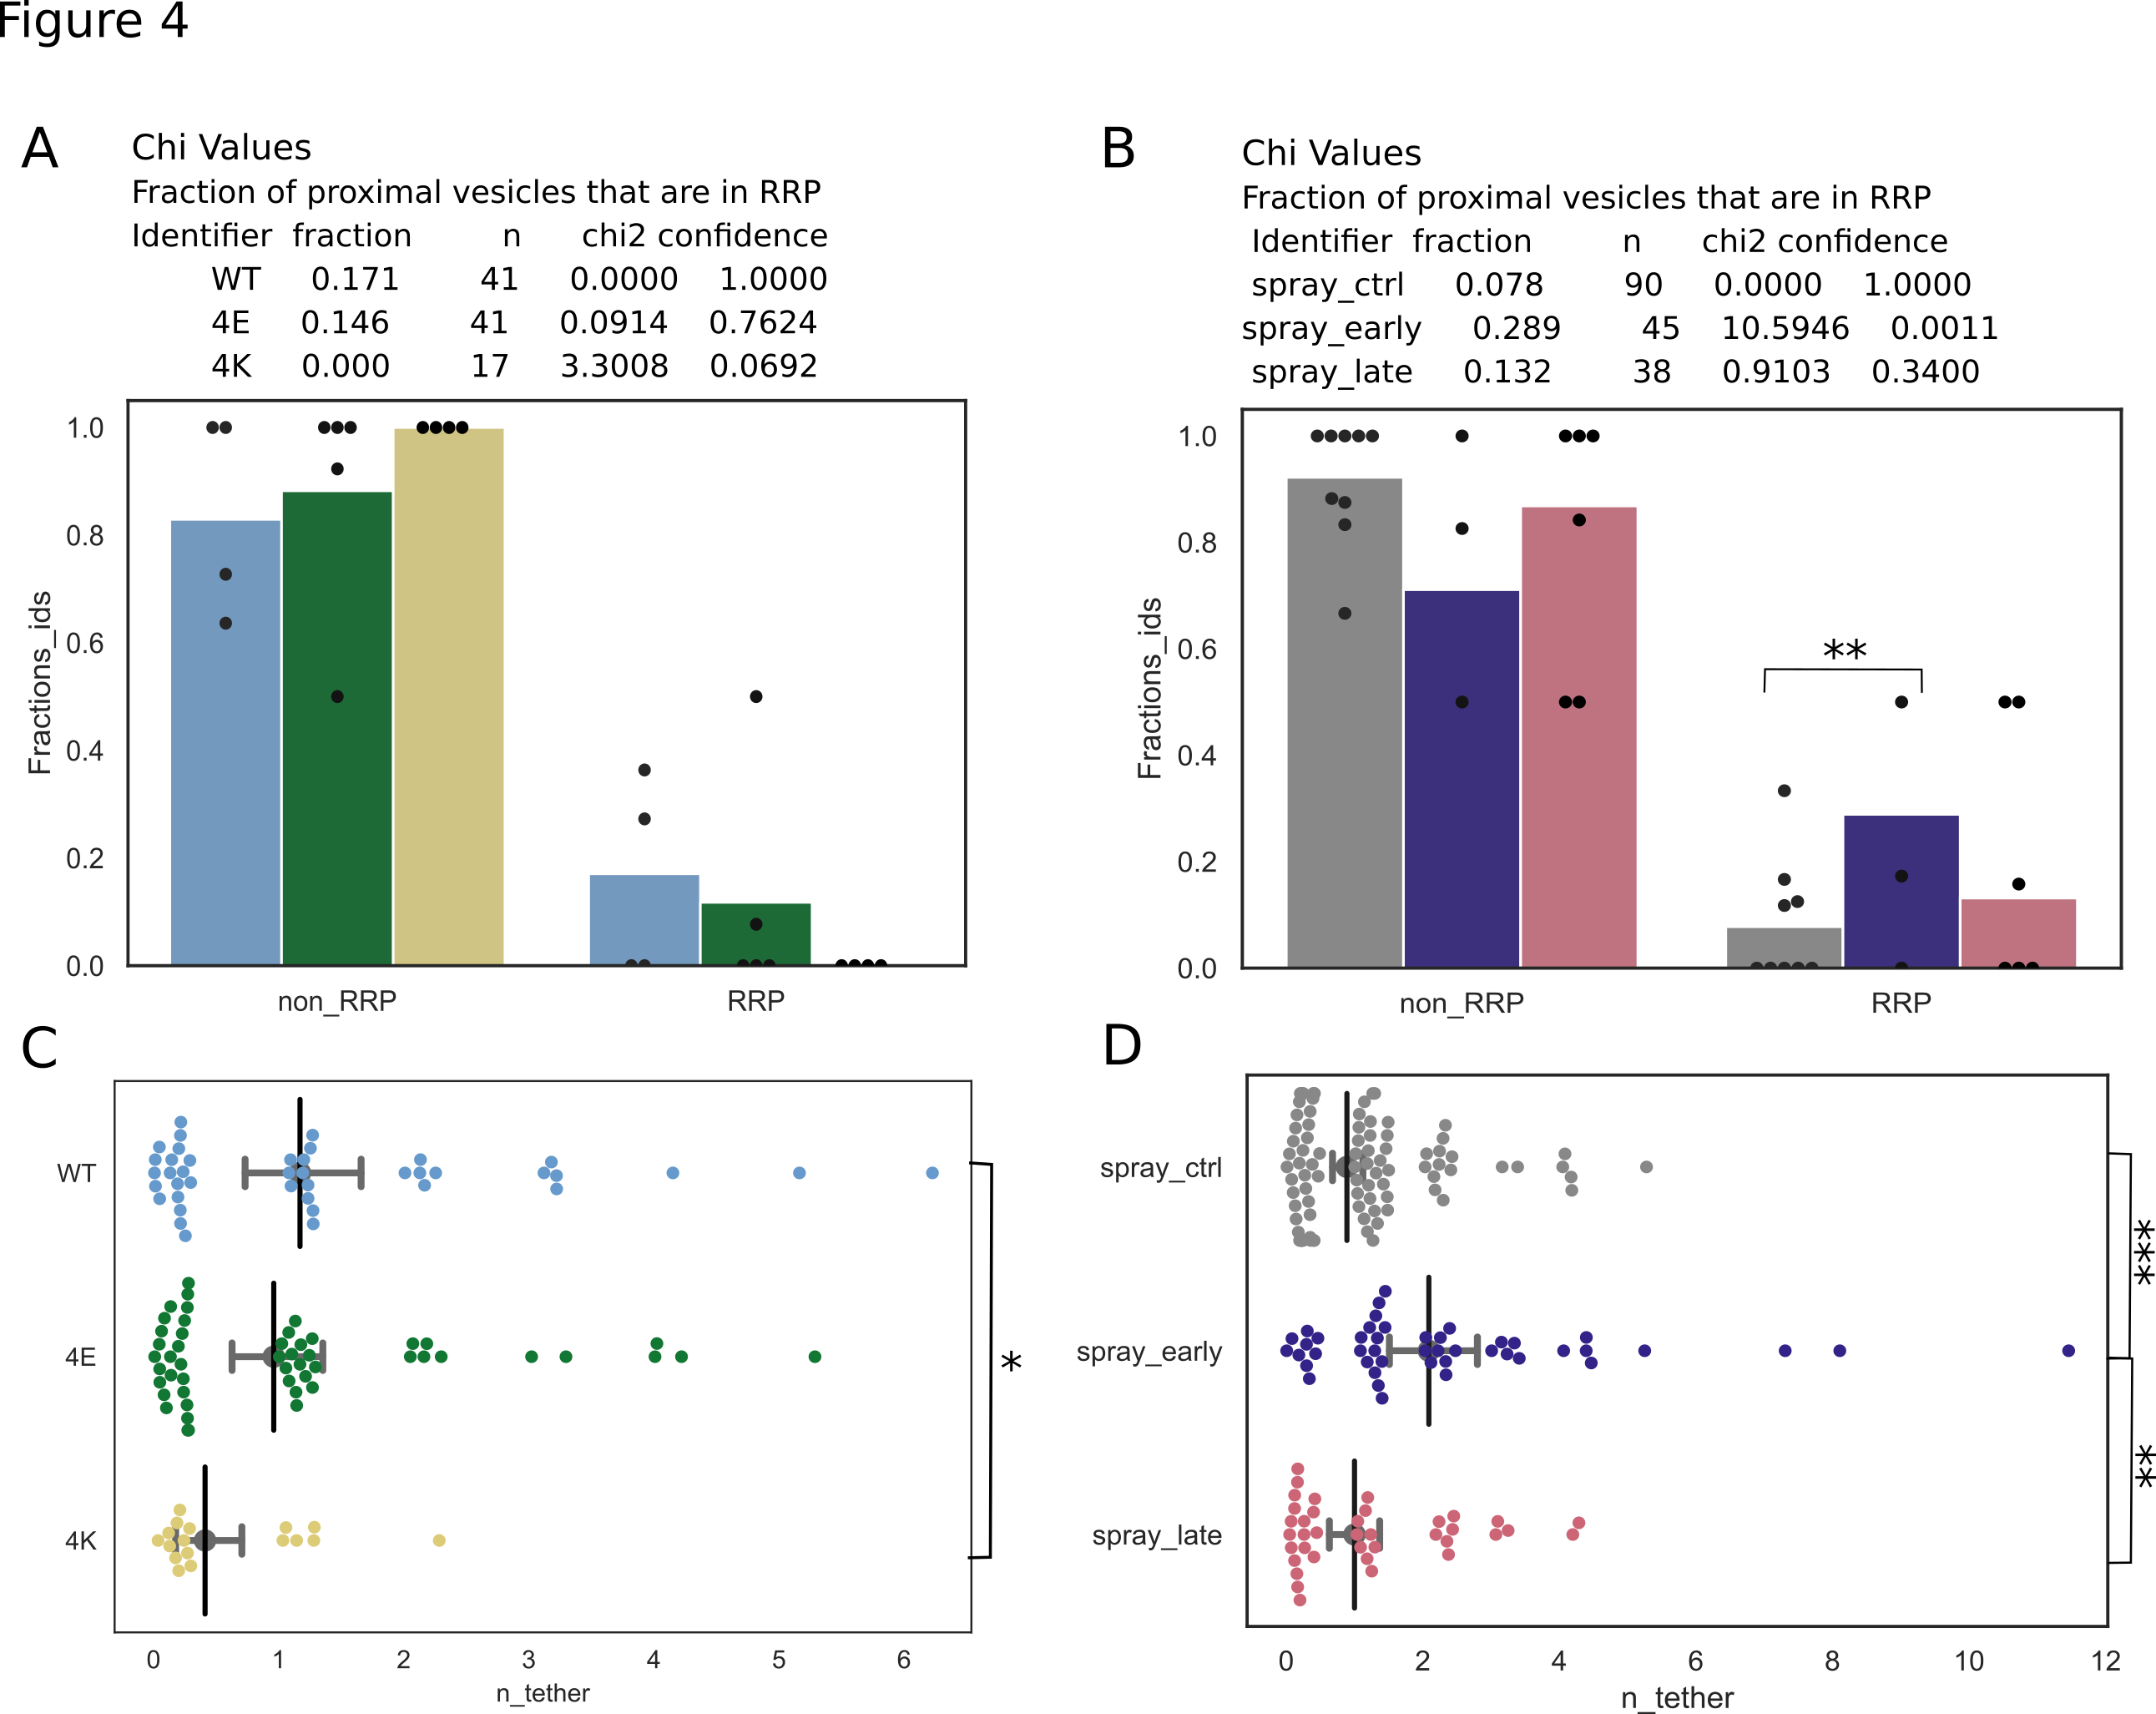 Figure 4
A
Chi Values
Fraction of proximal vesicles that are in RRP
Identifier fraction n chi2 confidence
WT 0.171 41 0.0000 1.0000
4E 0.146 41 0.0914 0.7624
4K 0.000 17 3.3008 0.0692
1.0
0.8
0.6
0.4
0.2
0.0
Fractions_ids
non_RRP RRP
B
Chi Values
Fraction of proximal vesicles that are in RRP
Identifier fraction n chi2 confidence
spray_ctrl 0.078 90 0.0000 1.0000
spray_early 0.289 45 10.5946 0.0011
spray_late 0.132 38 0.9103 0.3400
1.0
0.8
0.6
0.4
0.2
0.0
Fractions_ids
**
non_RRP RRP
C
WT
4E
4K
*
0 1 2 3 4 5 6
n_tether
D
spray_ctrl
spray_early
spray_late
***
**
0 2 4 6 8 10 12
n_tether